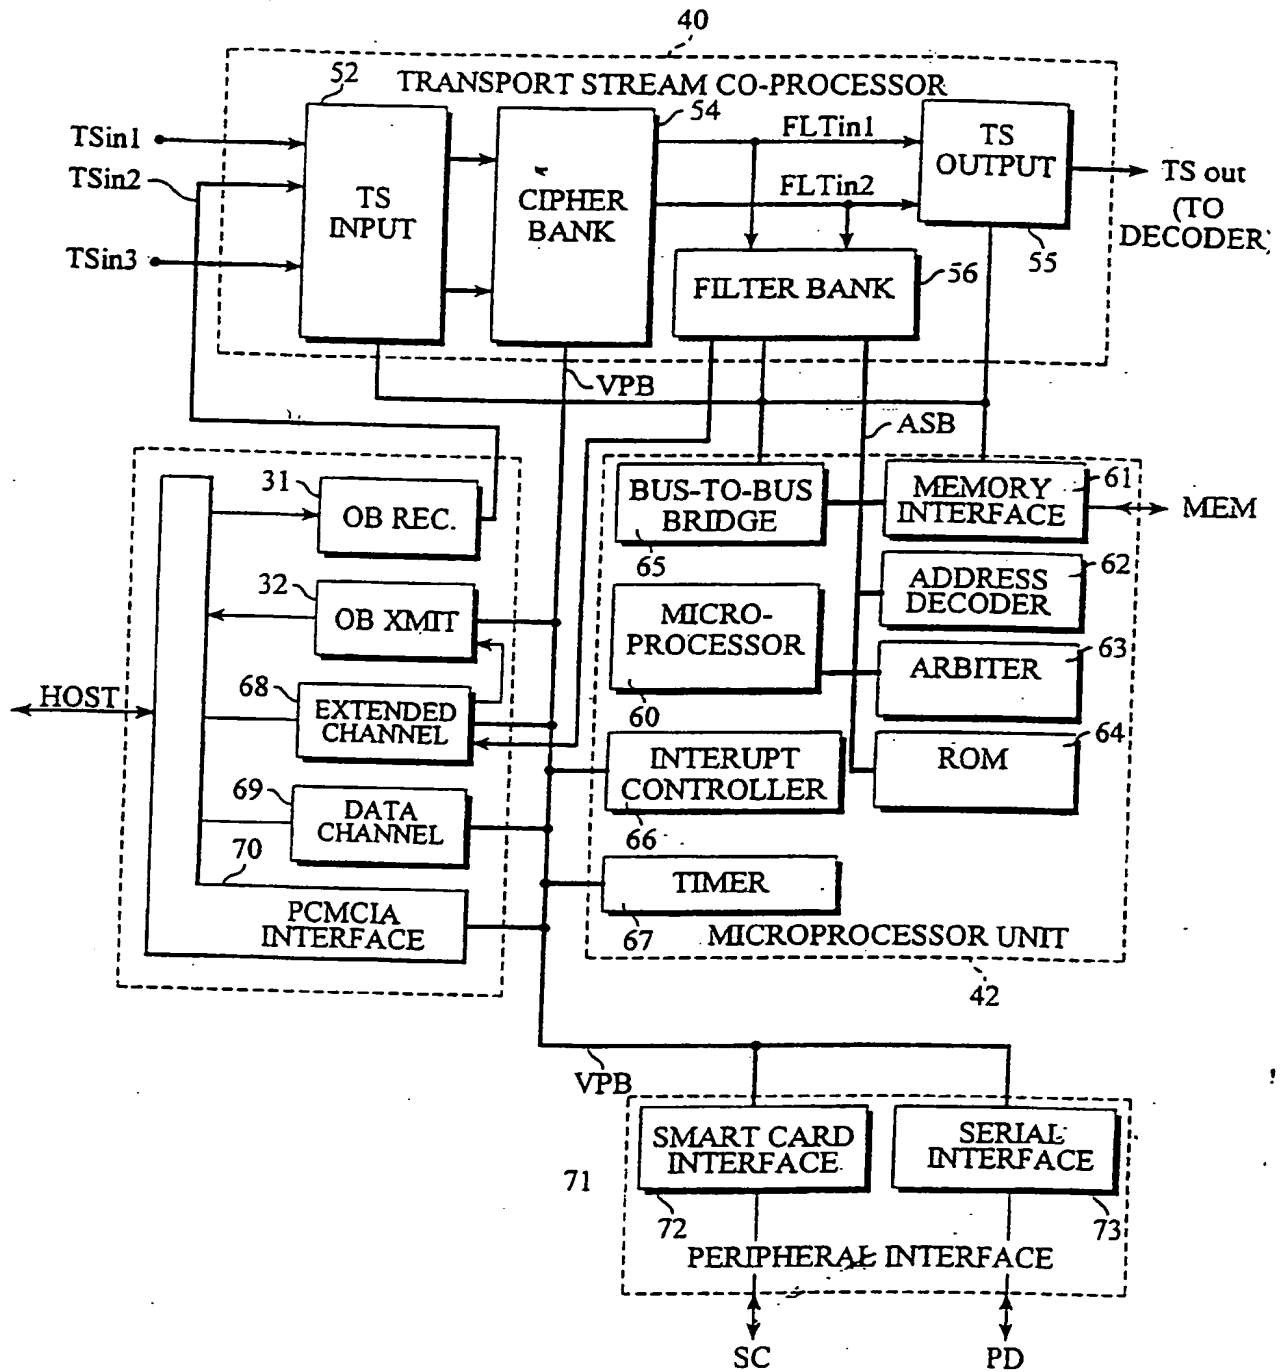 40
TRANSPORT STREAM CO-PROCESSOR
52
54
TSin1
TSin2
TSin3
TS
INPUT
CIPHER
BANK
FLTin1
FLTin2
TS
OUTPUT
55
TS out
(TO
DECODER)
FILTER BANK
56
VPB
ASB
31
OB REC.
32
OB XMIT
68
EXTENDED
CHANNEL
HOST
69
DATA
CHANNEL
70
PCMCIA
INTERFACE
BUS-TO-BUS
BRIDGE
65
MEMORY
INTERFACE
61
MEM
ADDRESS
DECODER
62
MICRO-
PROCESSOR
60
ARBITER
63
INTERUPT
CONTROLLER
66
ROM
64
TIMER
67
MICROPROCESSOR UNIT
42
VPB
SMART CARD
INTERFACE
72
SERIAL
INTERFACE
73
71
PERIPHERAL INTERFACE
SC
PD